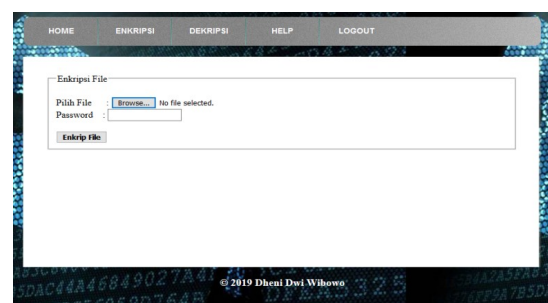 HOME ENKRIPSI DEKRIPSI HELP LOGOUT
Enkripsi File
Pilih File : Browse... No file selected.
Password :
Enkrip File
© 2019 Dheni Dwi Wibowo